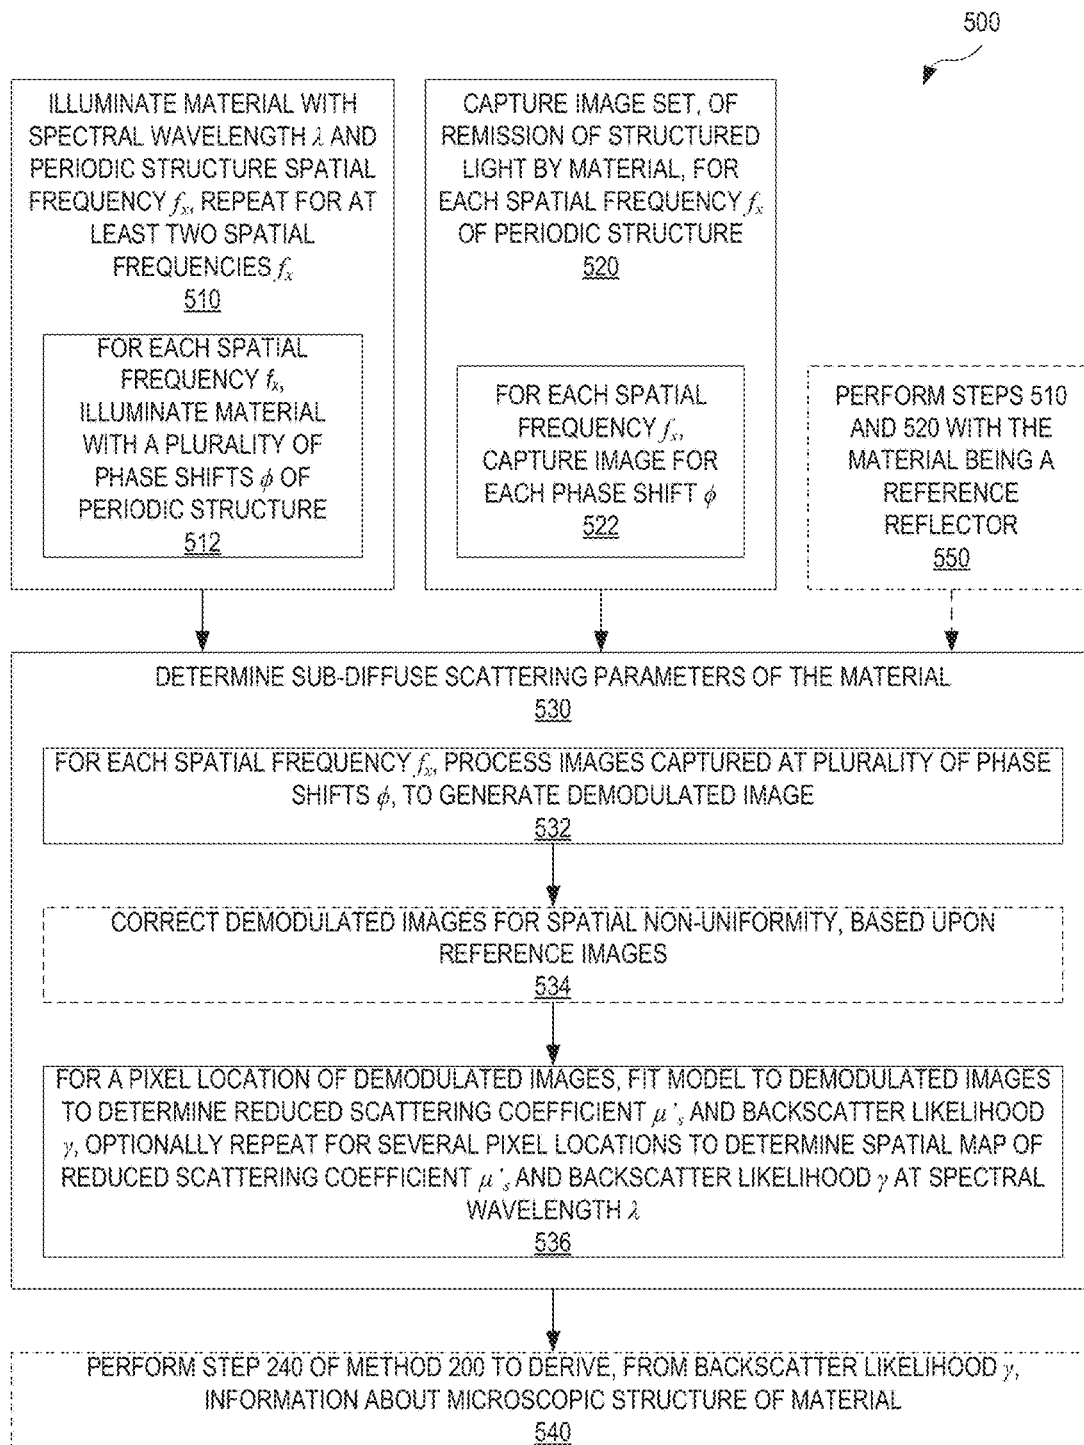 500
ILLUMINATE MATERIAL WITH
SPECTRAL WAVELENGTH λ AND
PERIODIC STRUCTURE SPATIAL
FREQUENCY fx, REPEAT FOR AT
LEAST TWO SPATIAL
FREQUENCIES fx
510
FOR EACH SPATIAL
FREQUENCY fx,
ILLUMINATE MATERIAL
WITH A PLURALITY OF
PHASE SHIFTS ϕ OF
PERIODIC STRUCTURE
512
CAPTURE IMAGE SET, OF
REMISSION OF STRUCTURED
LIGHT BY MATERIAL, FOR
EACH SPATIAL FREQUENCY fx
OF PERIODIC STRUCTURE
520
FOR EACH SPATIAL
FREQUENCY fx,
CAPTURE IMAGE FOR
EACH PHASE SHIFT ϕ
522
PERFORM STEPS 510
AND 520 WITH THE
MATERIAL BEING A
REFERENCE
REFLECTOR
550
DETERMINE SUB-DIFFUSE SCATTERING PARAMETERS OF THE MATERIAL
530
FOR EACH SPATIAL FREQUENCY fx, PROCESS IMAGES CAPTURED AT PLURALITY OF PHASE
SHIFTS ϕ, TO GENERATE DEMODULATED IMAGE
532
CORRECT DEMODULATED IMAGES FOR SPATIAL NON-UNIFORMITY, BASED UPON
REFERENCE IMAGES
534
FOR A PIXEL LOCATION OF DEMODULATED IMAGES, FIT MODEL TO DEMODULATED IMAGES
TO DETERMINE REDUCED SCATTERING COEFFICIENT μ's AND BACKSCATTER LIKELIHOOD
γ, OPTIONALLY REPEAT FOR SEVERAL PIXEL LOCATIONS TO DETERMINE SPATIAL MAP OF
REDUCED SCATTERING COEFFICIENT μ's AND BACKSCATTER LIKELIHOOD γ AT SPECTRAL
WAVELENGTH λ
536
PERFORM STEP 240 OF METHOD 200 TO DERIVE, FROM BACKSCATTER LIKELIHOOD γ,
INFORMATION ABOUT MICROSCOPIC STRUCTURE OF MATERIAL
540